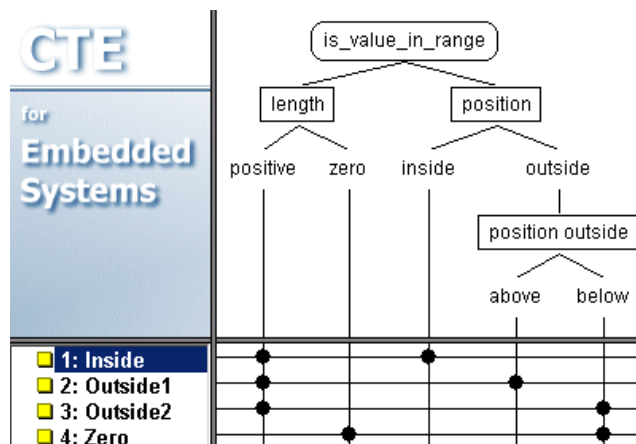 CTE
for
Embedded
Systems
is_value_in_range
length position
positive zero inside outside
position outside
above below
1: Inside
2: Outside1
3: Outside2
4: Zero